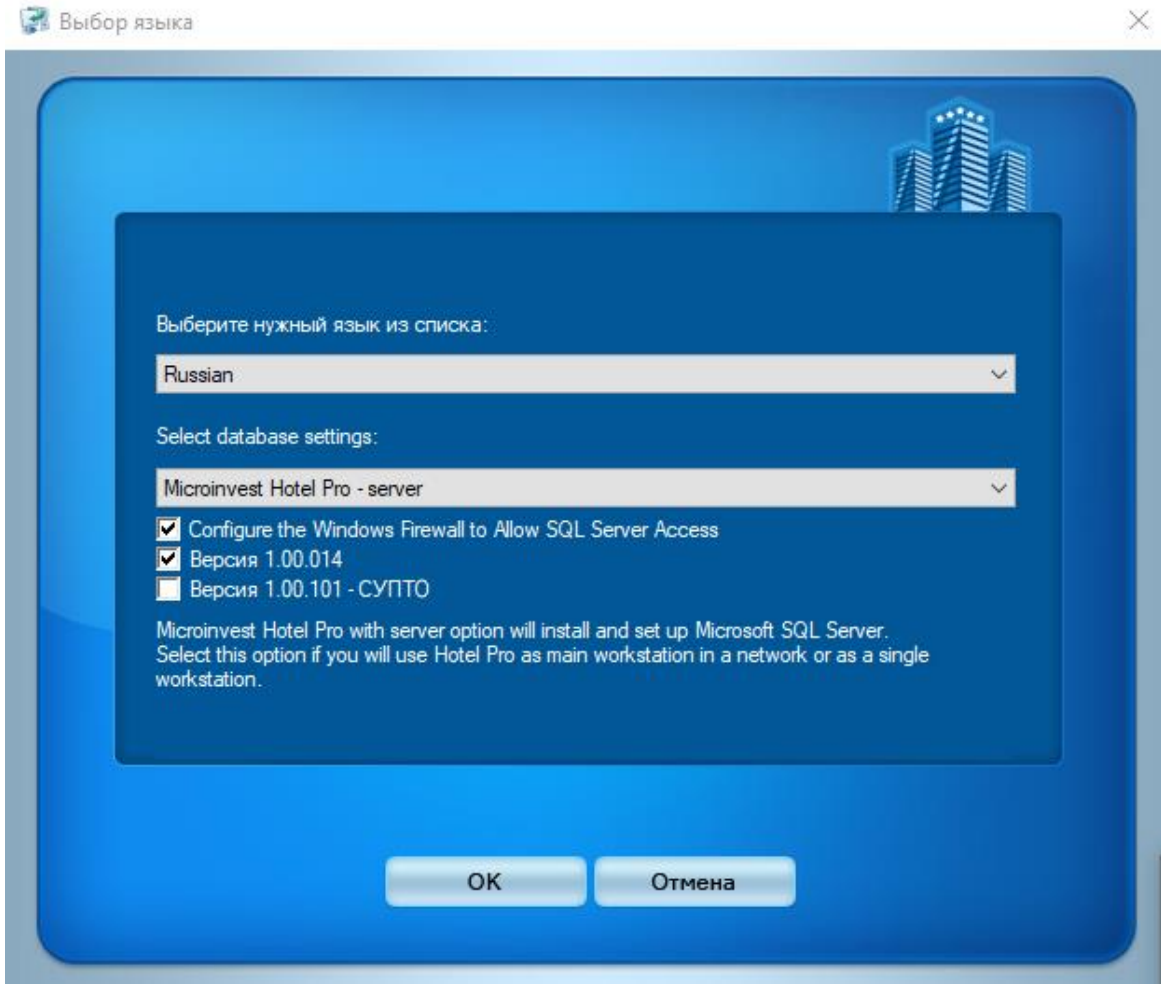 Выбор языка
Выберите нужный язык из списка:
Russian
Select database settings:
Microinvest Hotel Pro - server
Configure the Windows Firewall to Allow SQL Server Access
Версия 1.00.014
Версия 1.00.101 - СУПТО
Microinvest Hotel Pro with server option will install and set up Microsoft SQL Server.
Select this option if you will use Hotel Pro as main workstation in a network or as a single
workstation.
OK
Отмена